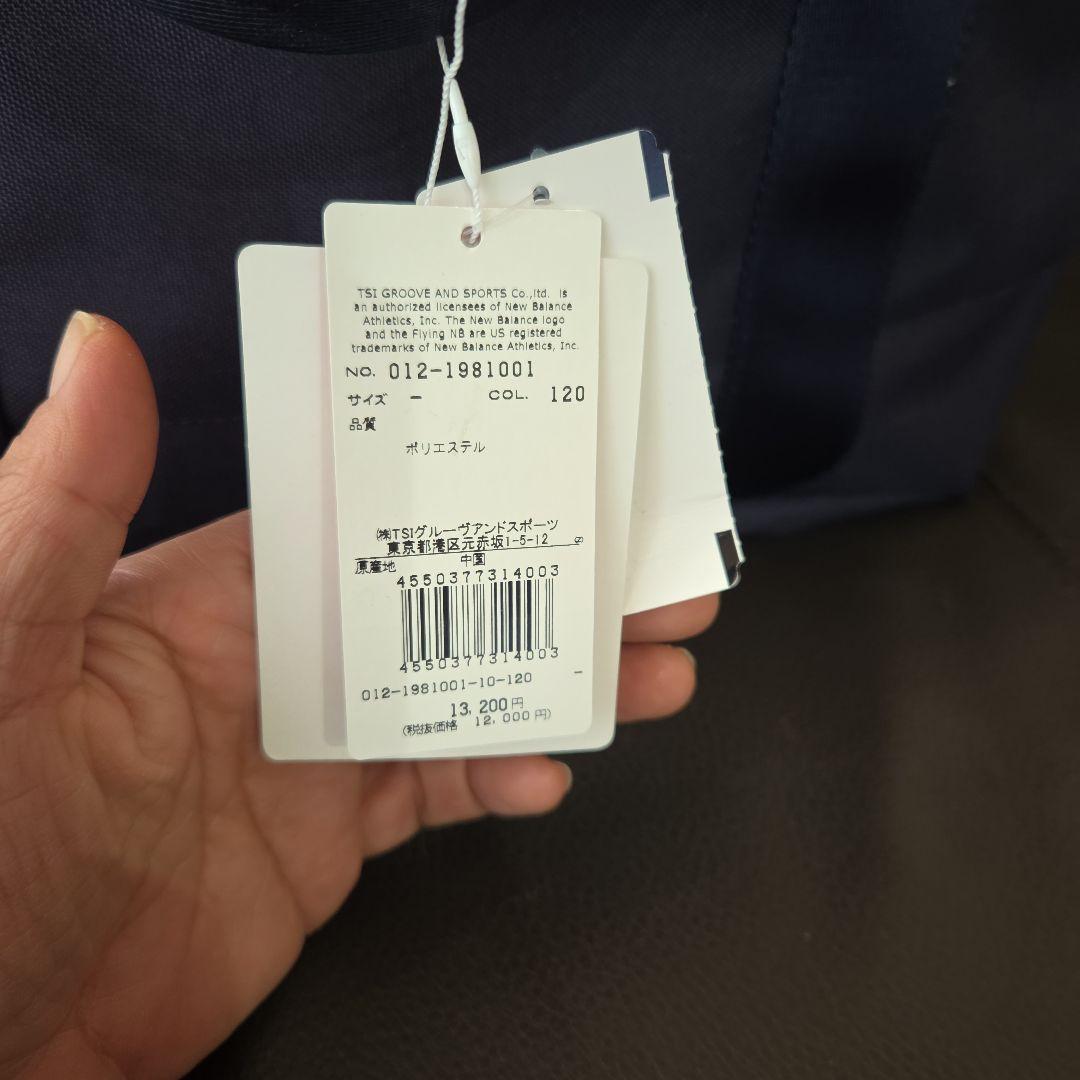 TSI GROOVE AND SPORTS Co.,ltd. is
an authorized licensees of New Balance
Athletics, Inc. The New Balance logo
and the Flying NB are US registered
trademarks of New Balance Athletics, Inc.
NO. 012-1981001
サイズ - COL. 120
品質
ポリエステル
㈱TSIグルーヴアンドスポーツ
東京都港区元赤坂1-5-12
原産地 中国
4550377314003
4550377314003
012-1981001-10-120 -
13,200円
(税抜価格 12,000円)